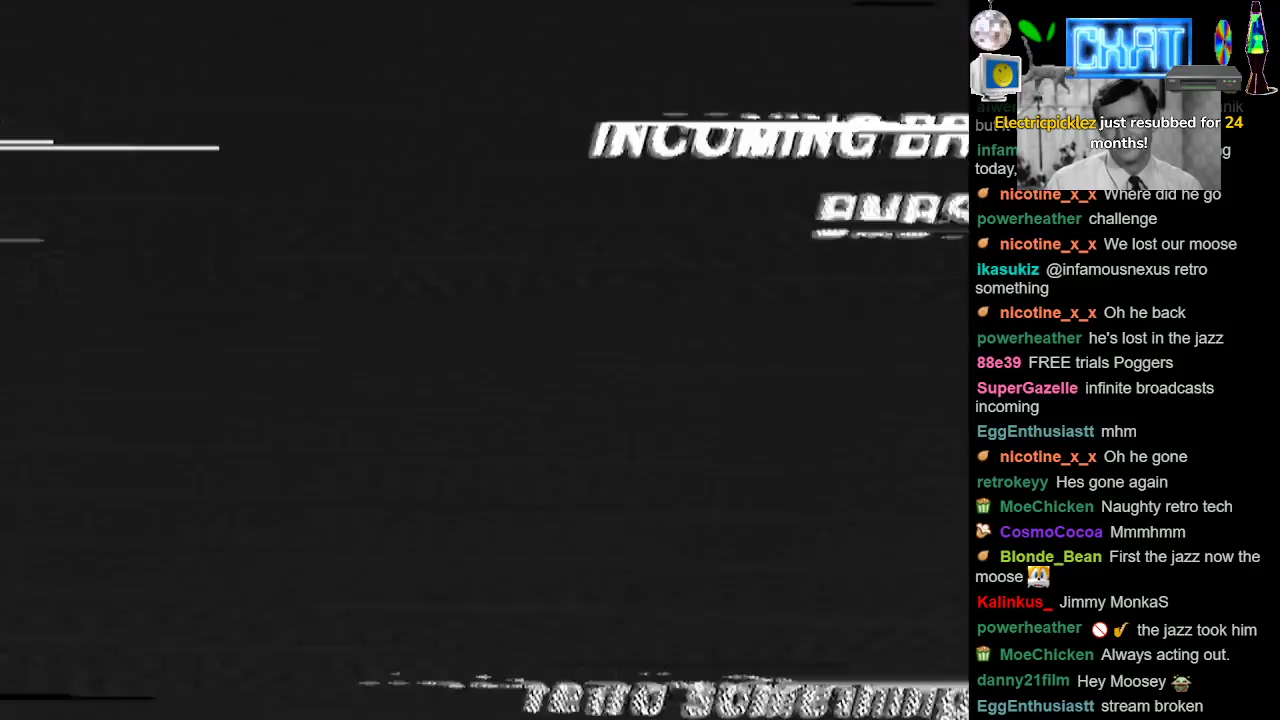 INCOMING
CHAT
Electricpicklez just resubbed for 24
months!
today,
nicotine_x_x Where did he go
powerheather challenge
nicotine_x_x We lost our moose
ikasukiz @infamousnexus retro
something
nicotine_x_x Oh he back
powerheather he's lost in the jazz
88e39 FREE trials Poggers
SuperGazelle infinite broadcasts
incoming
EggEnthusiastt mhm
nicotine_x_x Oh he gone
retrokeyy Hes gone again
MoeChicken Naughty retro tech
CosmoCocoa Mmmhmm
Blonde_Bean First the jazz now the
moose
Kalinkus_ Jimmy MonkaS
powerheather the jazz took him
MoeChicken Always acting out.
danny21film Hey Moosey
EggEnthusiastt stream broken